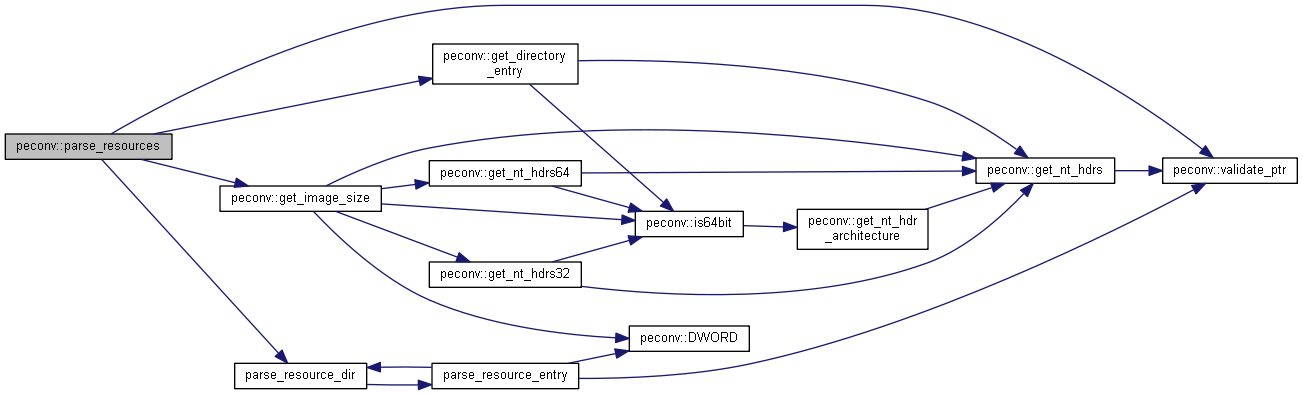 peconv::parse_resources
peconv::get_directory
_entry
peconv::get_image_size
peconv::get_nt_hdrs64
peconv::get_nt_hdrs32
peconv::is64bit
peconv::get_nt_hdr
_architecture
peconv::get_nt_hdrs
peconv::validate_ptr
peconv::DWORD
parse_resource_dir
parse_resource_entry